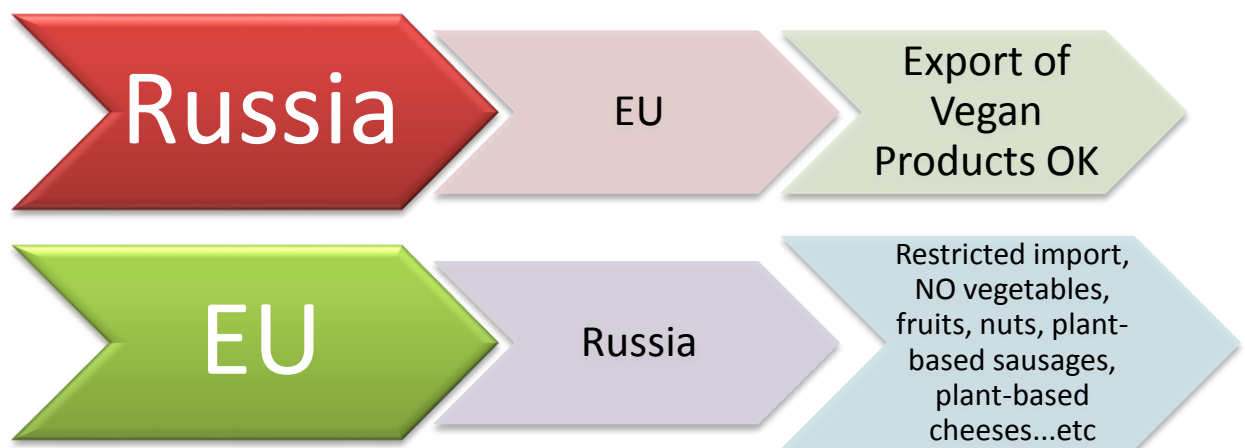 Russia
EU
Export of
Vegan
Products OK
EU
Russia
Restricted import,
NO vegetables,
fruits, nuts, plant-
based sausages,
plant-based
cheeses...etc